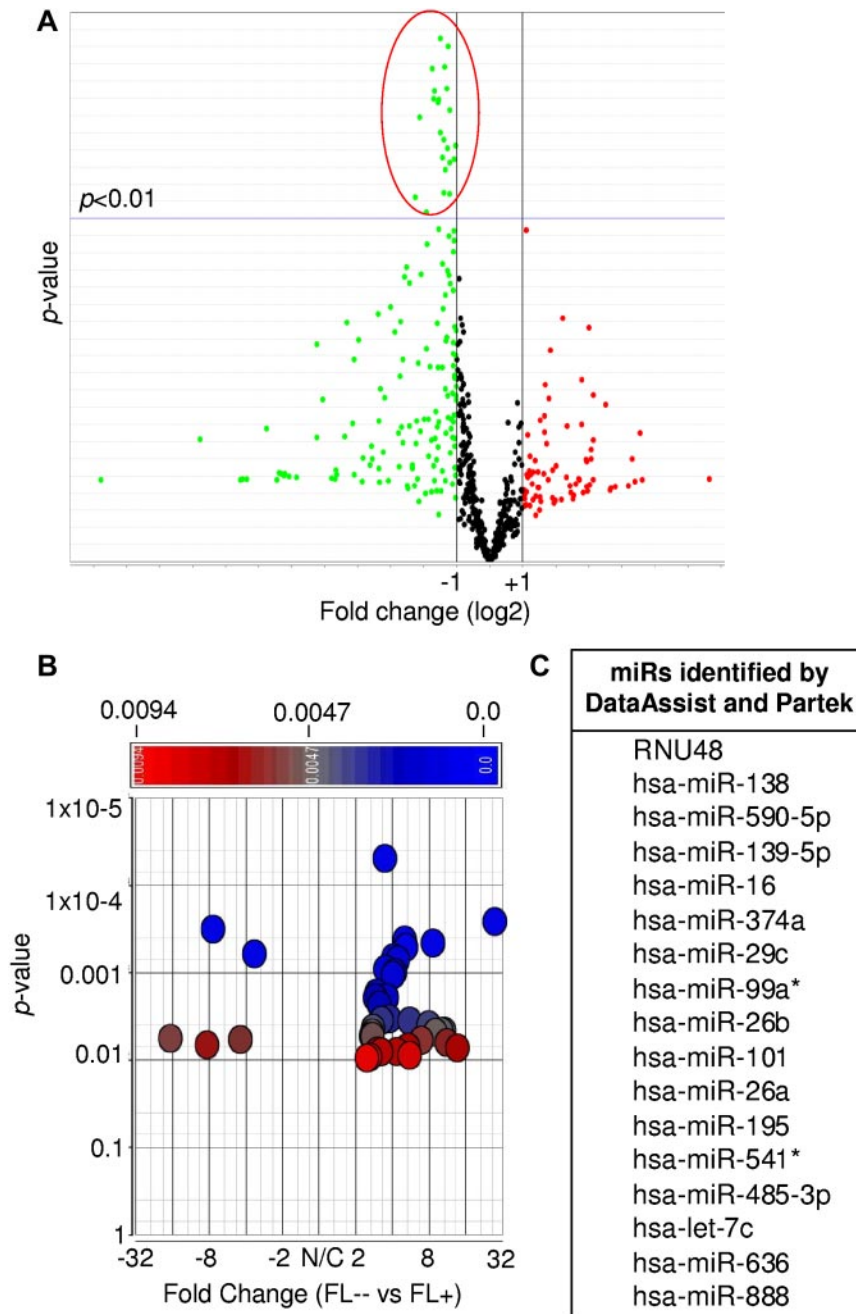 A
p<0.01
p-value
-1 +1
Fold change (log2)
B
0.0094 0.0047 0.0
0.0094 0.0047 0.0
1x10-5
1x10-4
0.001
0.01
0.1
1
p-value
-32 -8 -2 N/C 2 8 32
Fold Change (FL-- vs FL+)
C
miRs identified by
DataAssist and Partek
RNU48
hsa-miR-138
hsa-miR-590-5p
hsa-miR-139-5p
hsa-miR-16
hsa-miR-374a
hsa-miR-29c
hsa-miR-99a*
hsa-miR-26b
hsa-miR-101
hsa-miR-26a
hsa-miR-195
hsa-miR-541*
hsa-miR-485-3p
hsa-let-7c
hsa-miR-636
hsa-miR-888